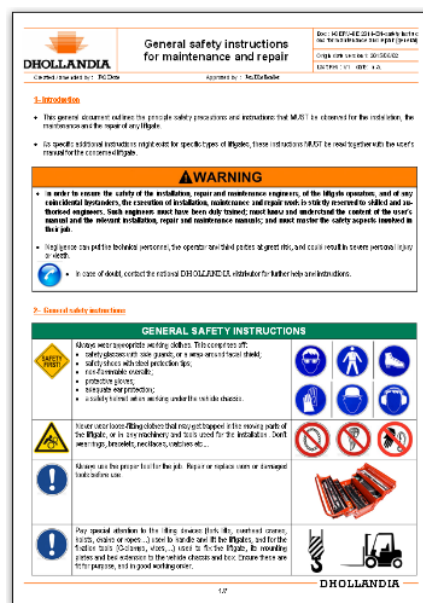 DHOLLANDIA
General safety instructions
for maintenance and repair
1- Introduction
This general document outlines the principle safety precautions and instructions that MUST be observed for the installation, the
maintenance and the repair of any liftgate.
As specific additional instructions might exist for specific types of liftgates, these instructions MUST be read together with the user's
manual for the concerned liftgate.
WARNING
In order to ensure the safety of the installation, repair and maintenance engineers, of the liftgate operators, and of any
coincidental bystanders, the execution of installation, maintenance and repair work is strictly reserved to skilled and au-
thorised engineers. Such engineers must have been duly trained; must know and understand the content of the user's
manual and the relevant installation, repair and maintenance manuals; and must master the safety aspects involved in
their job.
Negligence can put the technical personnel, the operator and third parties at great risk, and could result in severe personal injury
or death.
In case of doubt, contact the national DHOLLANDIA distributor for further help and instructions.
2- General safety instructions
GENERAL SAFETY INSTRUCTIONS
SAFETY
FIRST!
Always wear appropriate working clothes. This comprises off:
safety glasses with side guards, or a wrap around facial shield;
safety shoes with steel protection tips;
non-flammable overalls;
protective gloves;
adequate ear protection;
a safety helmet when working under the vehicle chassis.
Never wear loose-fitting clothes that may get trapped in the moving parts of
the liftgate, or in any machinery and tools used for the installation. Don't
wear rings, bracelets, necklaces, watches etc...
Always use the proper tool for the job. Repair or replace worn or damaged
tools before use.
Pay special attention to the lifting devices (fork lifts, overhead cranes,
hoists, chains or ropes…) used to handle and lift the liftgates, and for the
fixation tools (C-clamps, vices,…) used to fix the liftgate, its mounting
plates and bed extension to the vehicle chassis and box. Ensure these are
fit for purpose, and in good working order.
DHOLLANDIA